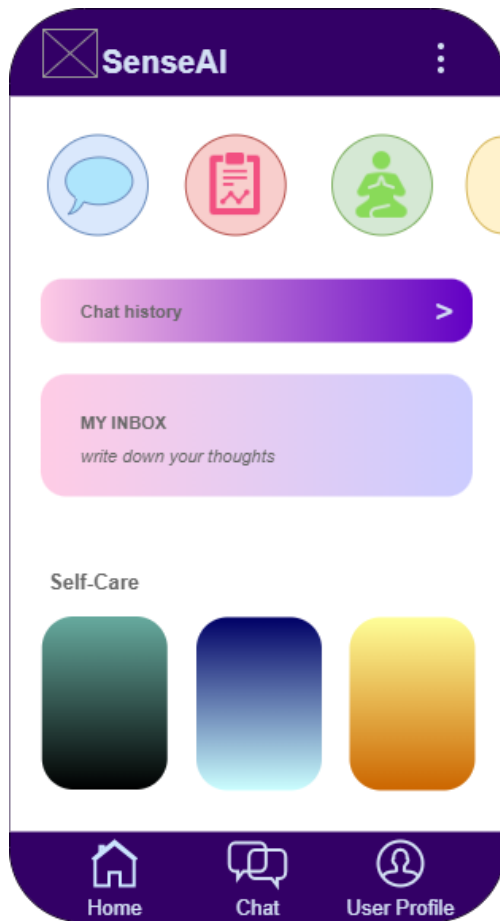 SenseAI
Chat history
>
MY INBOX
write down your thoughts
Self-Care
Home
Chat
User Profile